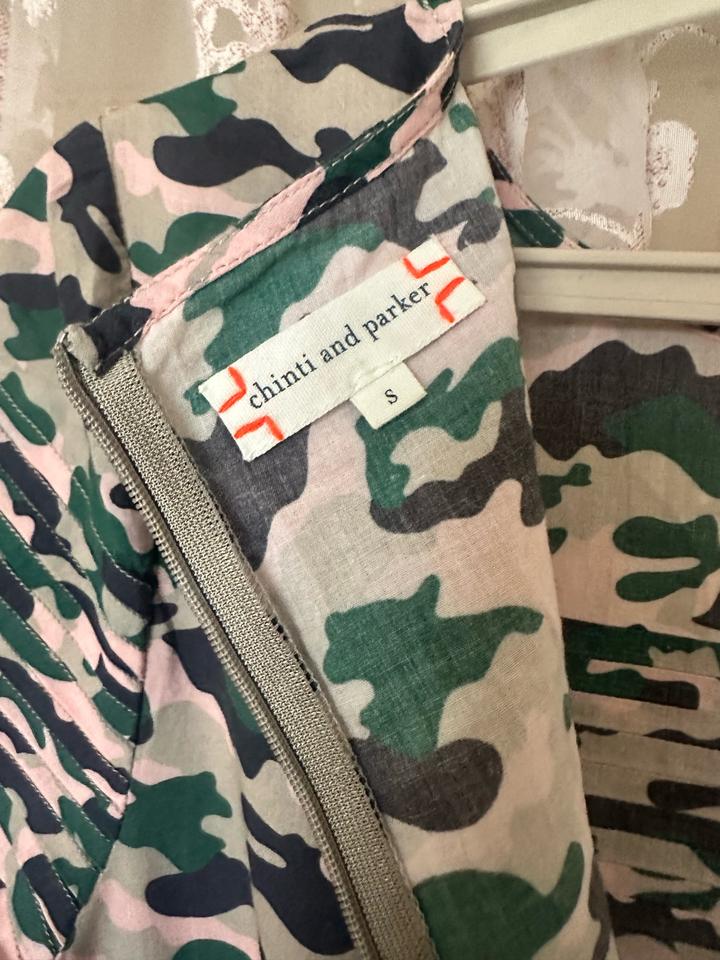 chinti and parker
S